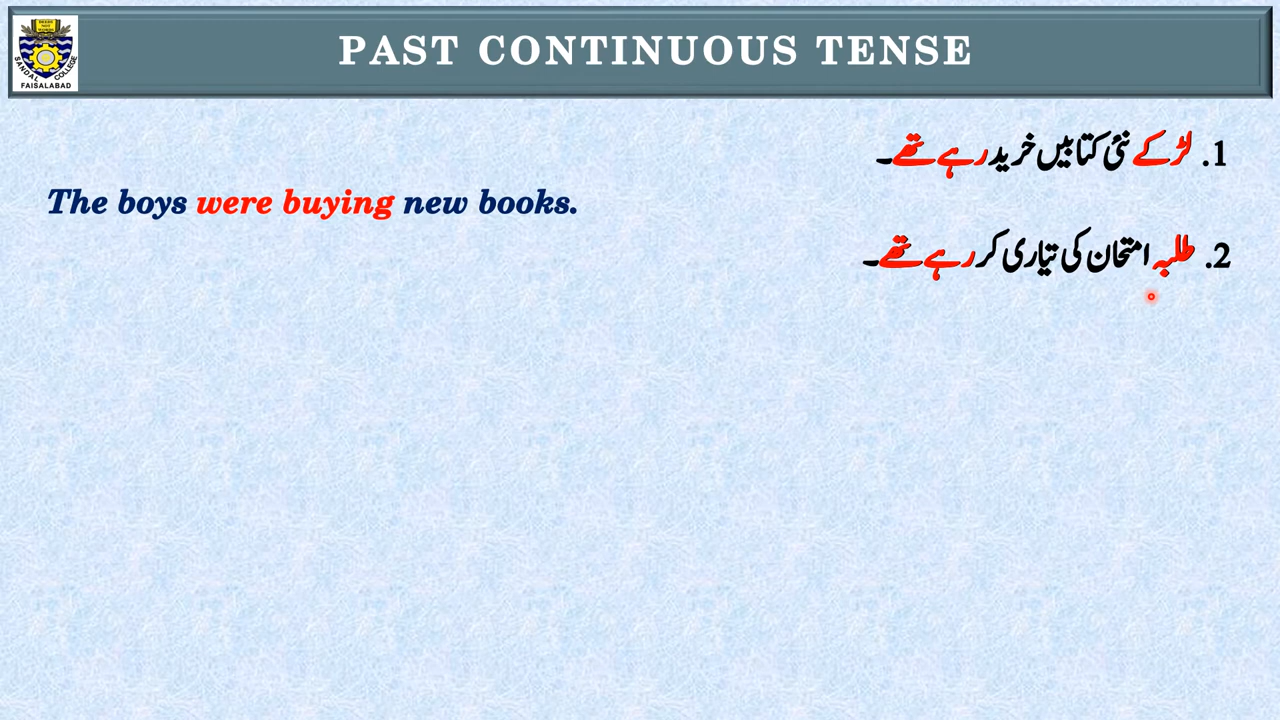 PAST CONTINUOUS TENSE
SANDAL COLLEGE
FAISALABAD
1. لڑکے نئی کتابیں خرید رہے تھے۔
The boys were buying new books.
2. طلبہ امتحان کی تیاری کر رہے تھے۔